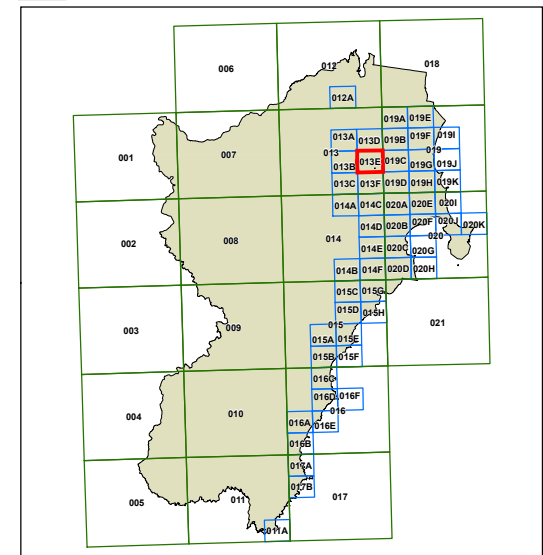 006 012 018
012A
019A 019E
013A 013D 019B 019F 019I
001 007 013 019
013B 013E 019C 019G 019J
013C 013F 019D 019H 019K
014A 014C 020A 020E 020I
014D 020B 020F 020J 020K
002 008 014 020
014E 020C 020G
014B 014F 020D 020H
015C 015G
015D 015H
003 009 015 021
015A 015E
015B 015F
016C
016D 016F
004 010 016
016A 016E
016B
017A
017B
005 011 017
011A